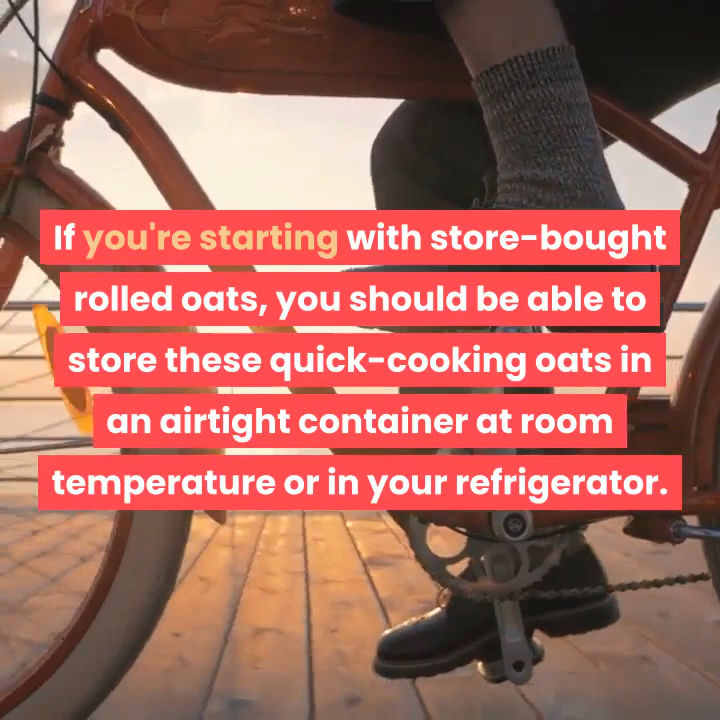 If you're starting with store-bought
rolled oats, you should be able to
store these quick-cooking oats in
an airtight container at room
temperature or in your refrigerator.